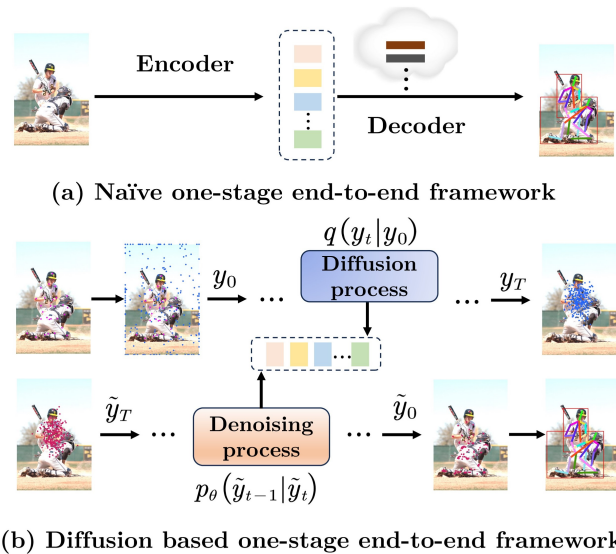 Encoder
Decoder
(a) Naïve one-stage end-to-end framework
q(y_t|y_0)
y_0
...
Diffusion
process
...
y_T
ỹ_T
...
Denoising
process
...
ỹ_0
p_θ(ỹ_{t-1}|ỹ_t)
(b) Diffusion based one-stage end-to-end framework